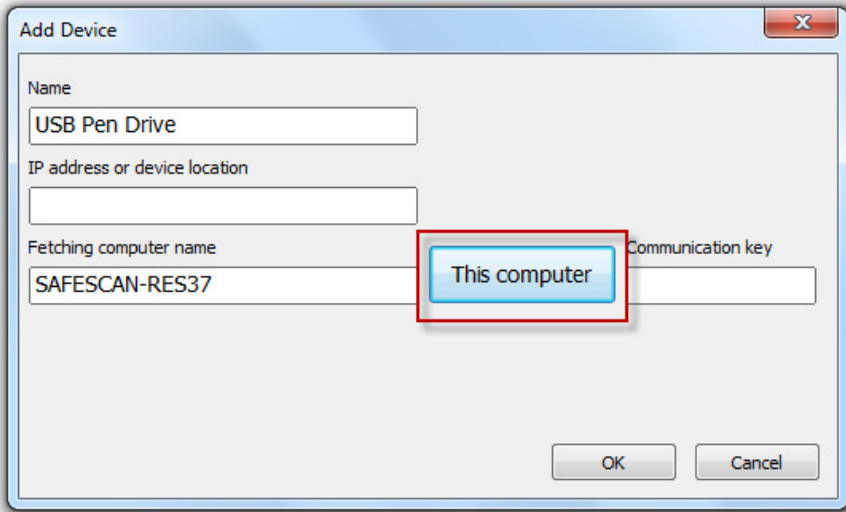 Add Device
Name
USB Pen Drive
IP address or device location
Fetching computer name
Communication key
SAFESCAN-RES37
This computer
OK
Cancel